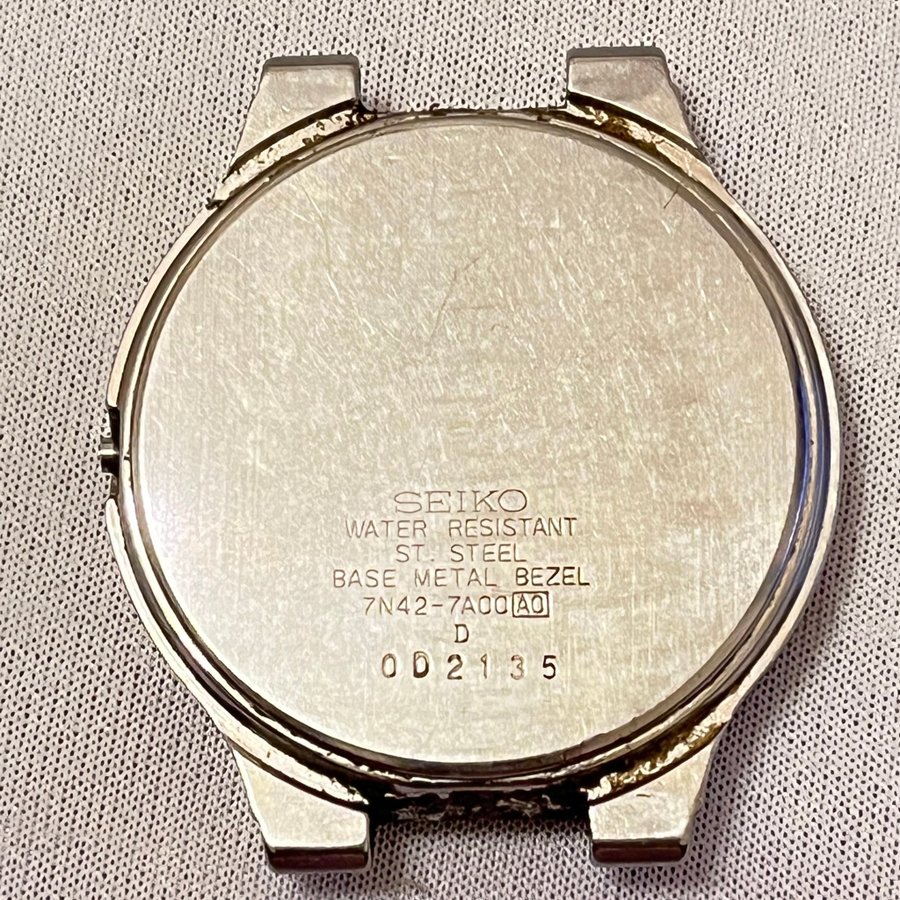 SEIKO
WATER RESISTANT
ST. STEEL
BASE METAL BEZEL
7N42-7A00 A0
D
0D2135